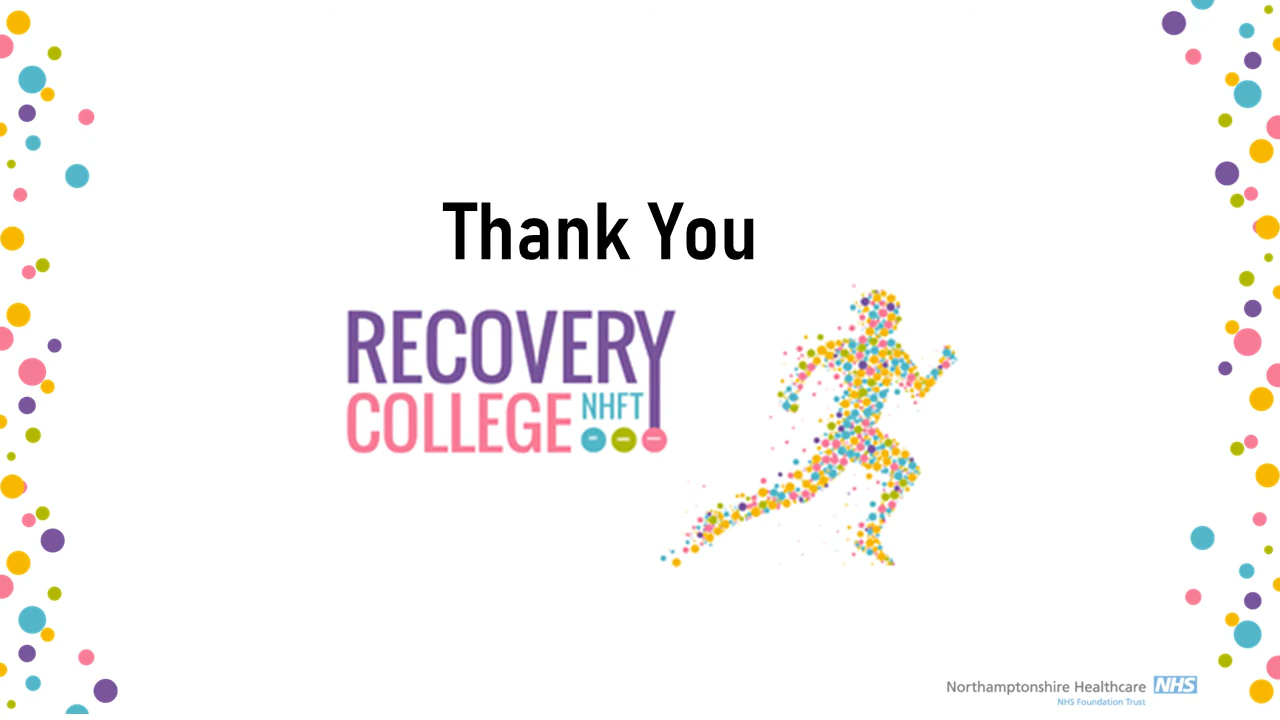 Thank You
RECOVERY
COLLEGE NHFT
Northamptonshire Healthcare NHS
NHS Foundation Trust